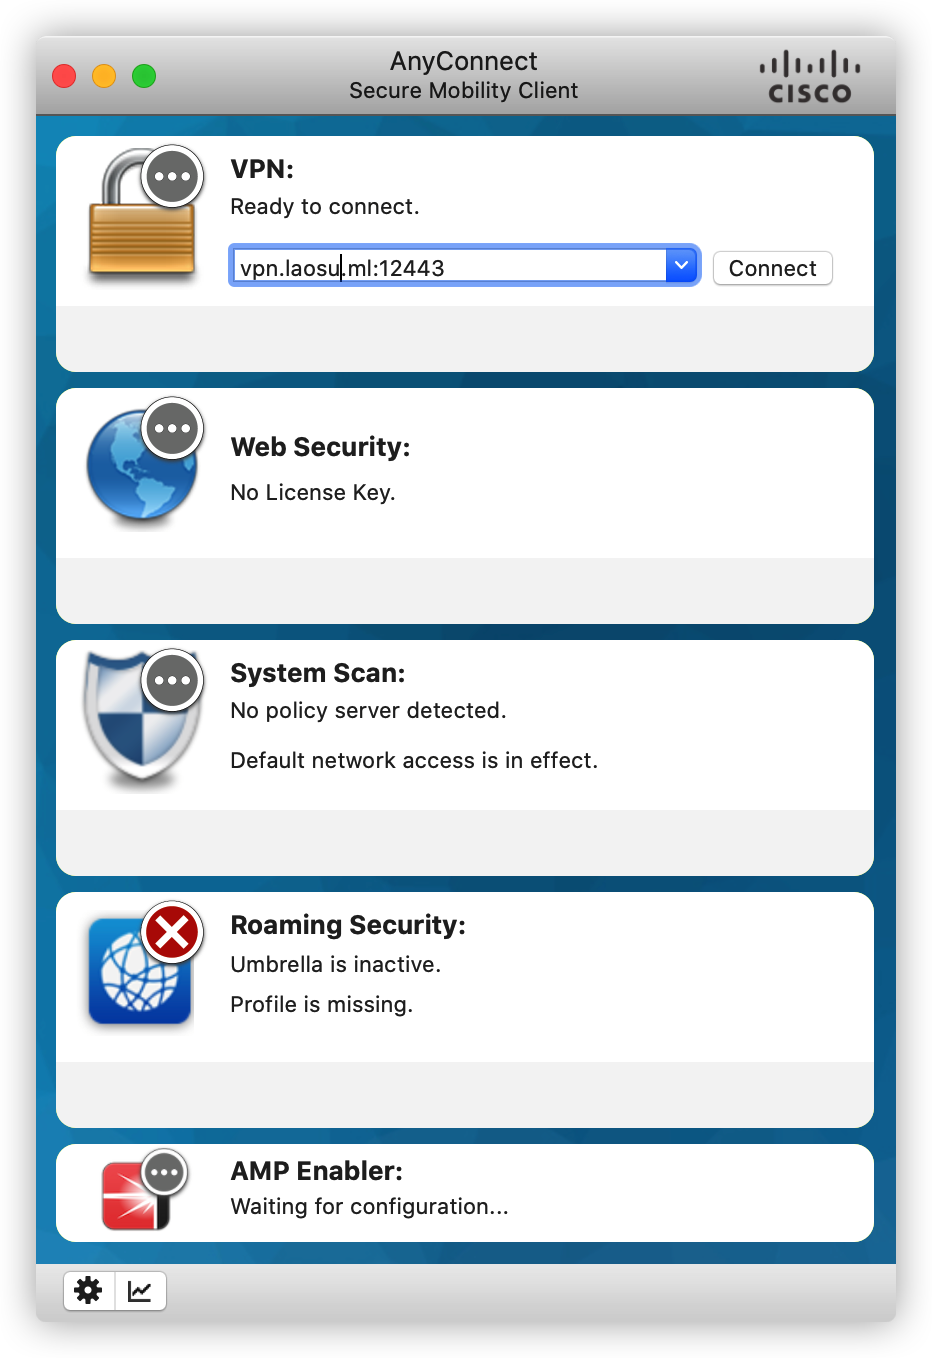 AnyConnect
Secure Mobility Client
CISCO
VPN:
Ready to connect.
vpn.laosu.ml:12443
Connect
Web Security:
No License Key.
System Scan:
No policy server detected.
Default network access is in effect.
Roaming Security:
Umbrella is inactive.
Profile is missing.
AMP Enabler:
Waiting for configuration...